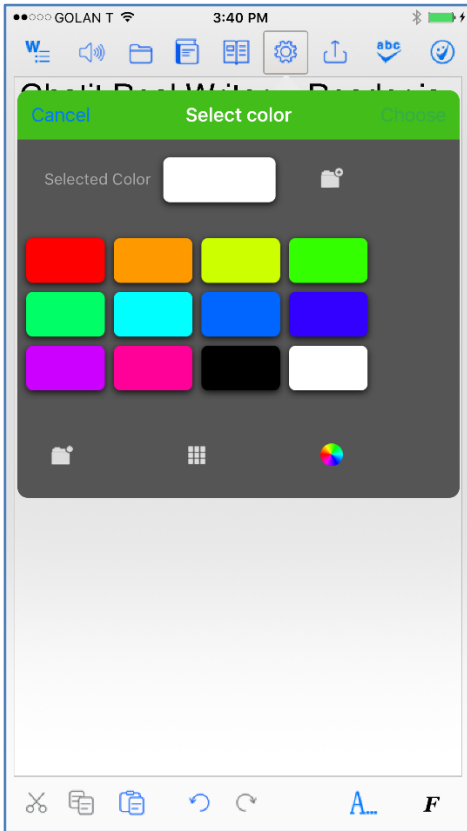 GOLAN T 3:40 PM
W abc
Cancel Select color Choose
Selected Color
A... F